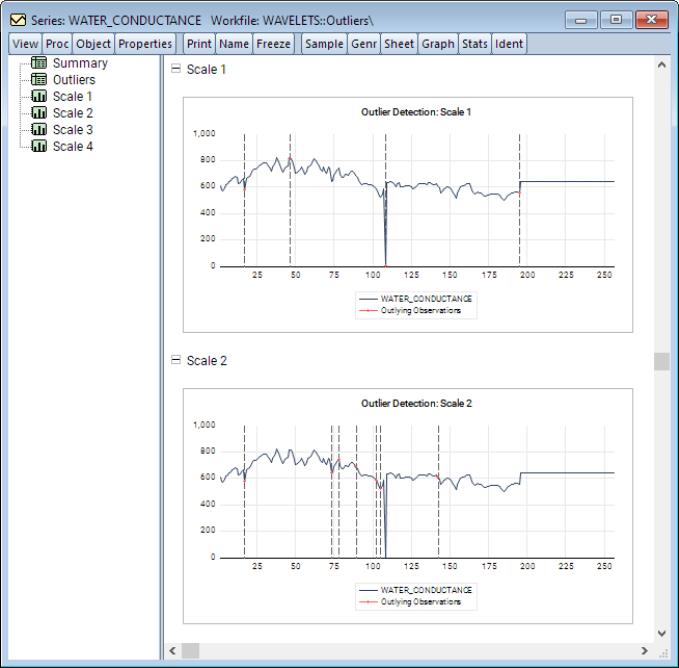 Series: WATER_CONDUCTANCE Workfile: WAVELETS::Outliers\
View Proc Object Properties Print Name Freeze Sample Genr Sheet Graph Stats Ident
Summary
Outliers
Scale 1
Scale 2
Scale 3
Scale 4
Scale 1
Outlier Detection: Scale 1
1,000
800
600
400
200
0
25 50 75 100 125 150 175 200 225 250
WATER_CONDUCTANCE
Outlying Observations
Scale 2
Outlier Detection: Scale 2
1,000
800
600
400
200
0
25 50 75 100 125 150 175 200 225 250
WATER_CONDUCTANCE
Outlying Observations